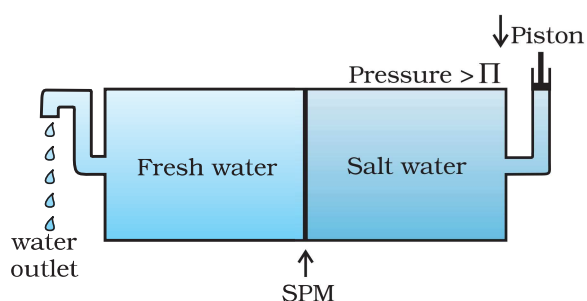 Piston
Pressure > Π
Fresh water
Salt water
water
outlet
SPM